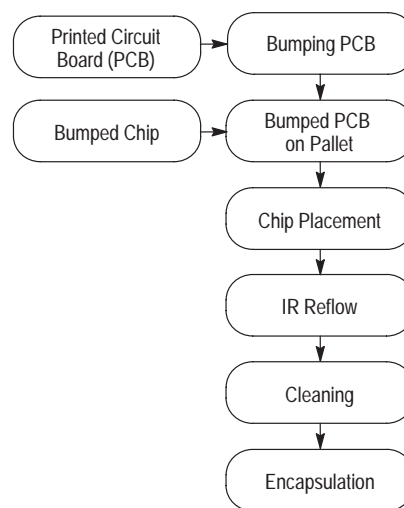 Printed Circuit
Board (PCB)
Bumping PCB
Bumped Chip
Bumped PCB
on Pallet
Chip Placement
IR Reflow
Cleaning
Encapsulation